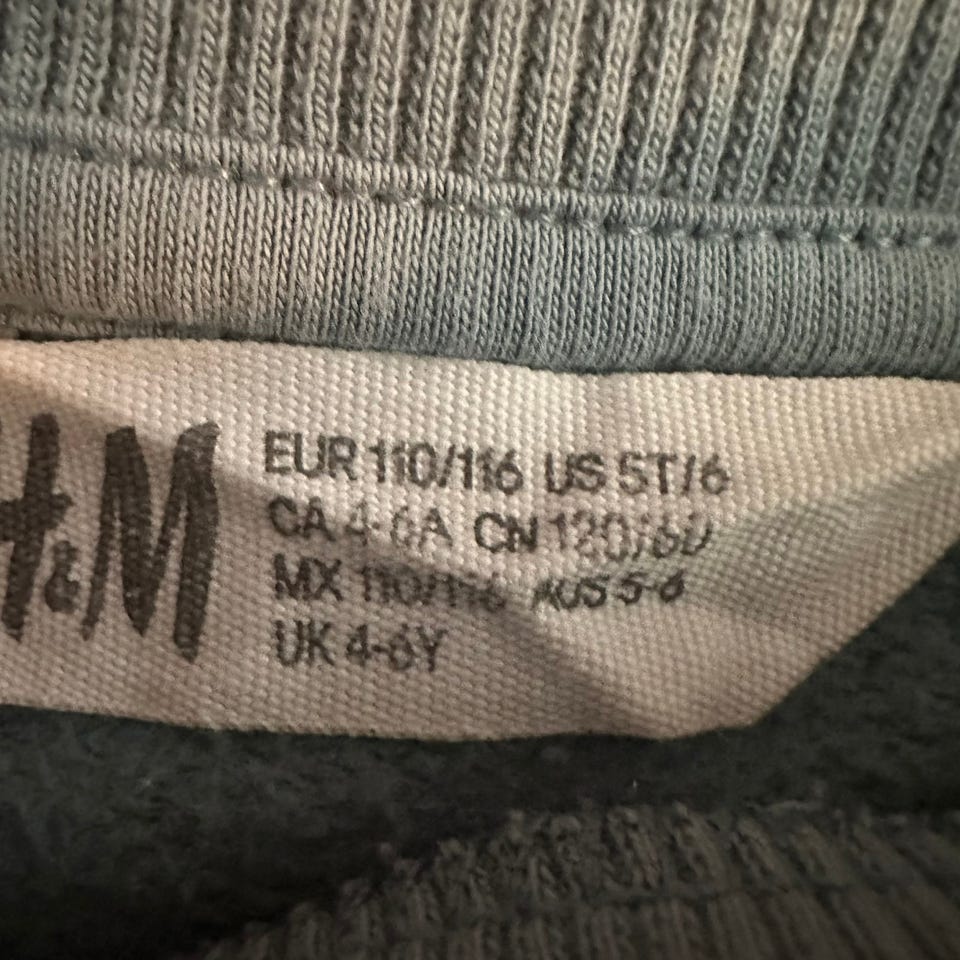 H&M
EUR 110/116 US 5T/6
CA 4-6A CN 120/60
MX 110/116 AUS 5-6
UK 4-6Y